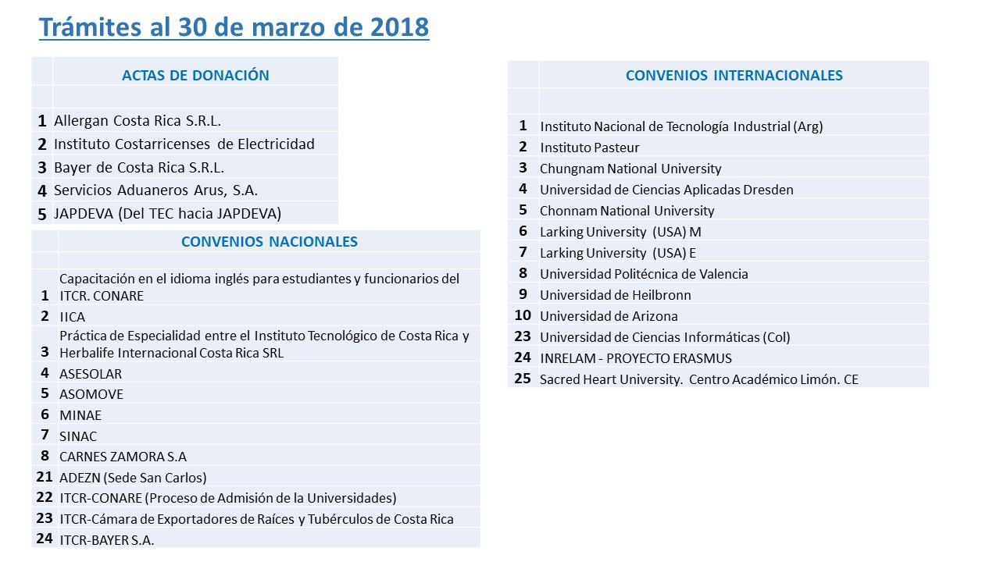 Trámites al 30 de marzo de 2018
ACTAS DE DONACIÓN
1 Allergan Costa Rica S.R.L.
2 Instituto Costarricenses de Electricidad
3 Bayer de Costa Rica S.R.L.
4 Servicios Aduaneros Arus, S.A.
5 JAPDEVA (Del TEC hacia JAPDEVA)
CONVENIOS NACIONALES
Capacitación en el idioma inglés para estudiantes y funcionarios del
1 ITCR. CONARE
2 IICA
Práctica de Especialidad entre el Instituto Tecnológico de Costa Rica y
3 Herbalife Internacional Costa Rica SRL
4 ASESOLAR
5 ASOMOVE
6 MINAE
7 SINAC
8 CARNES ZAMORA S.A
21 ADEZN (Sede San Carlos)
22 ITCR-CONARE (Proceso de Admisión de la Universidades)
23 ITCR-Cámara de Exportadores de Raíces y Tubérculos de Costa Rica
24 ITCR-BAYER S.A.
CONVENIOS INTERNACIONALES
1 Instituto Nacional de Tecnología Industrial (Arg)
2 Instituto Pasteur
3 Chungnam National University
4 Universidad de Ciencias Aplicadas Dresden
5 Chonnam National University
6 Larking University (USA) M
7 Larking University (USA) E
8 Universidad Politécnica de Valencia
9 Universidad de Heilbronn
10 Universidad de Arizona
23 Universidad de Ciencias Informáticas (Col)
24 INRELAM - PROYECTO ERASMUS
25 Sacred Heart University. Centro Académico Limón. CE